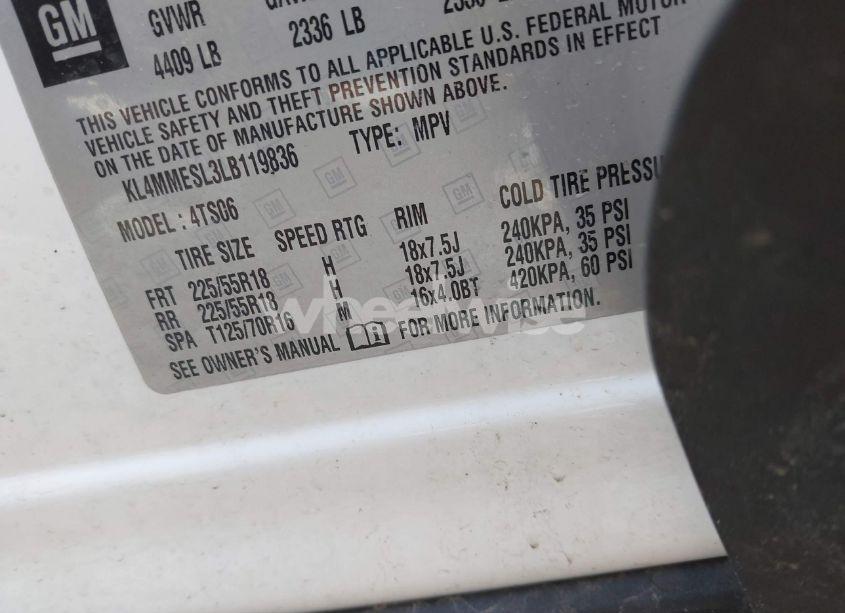 GM
GVWR
4409 LB
2336 LB
THIS VEHICLE CONFORMS TO ALL APPLICABLE U.S. FEDERAL MOTOR
VEHICLE SAFETY AND THEFT PREVENTION STANDARDS IN EFFECT
ON THE DATE OF MANUFACTURE SHOWN ABOVE.
KL4MMESL3LB119836 TYPE: MPV
MODEL: 4TS06
TIRE SIZE SPEED RTG RIM COLD TIRE PRESSU
FRT 225/55R18 H 18x7.5J 240KPA, 35 PSI
RR 225/55R18 H 18x7.5J 240KPA, 35 PSI
SPA T125/70R16 M 16x4.0BT 420KPA, 60 PSI
SEE OWNER'S MANUAL FOR MORE INFORMATION.
wheelwise